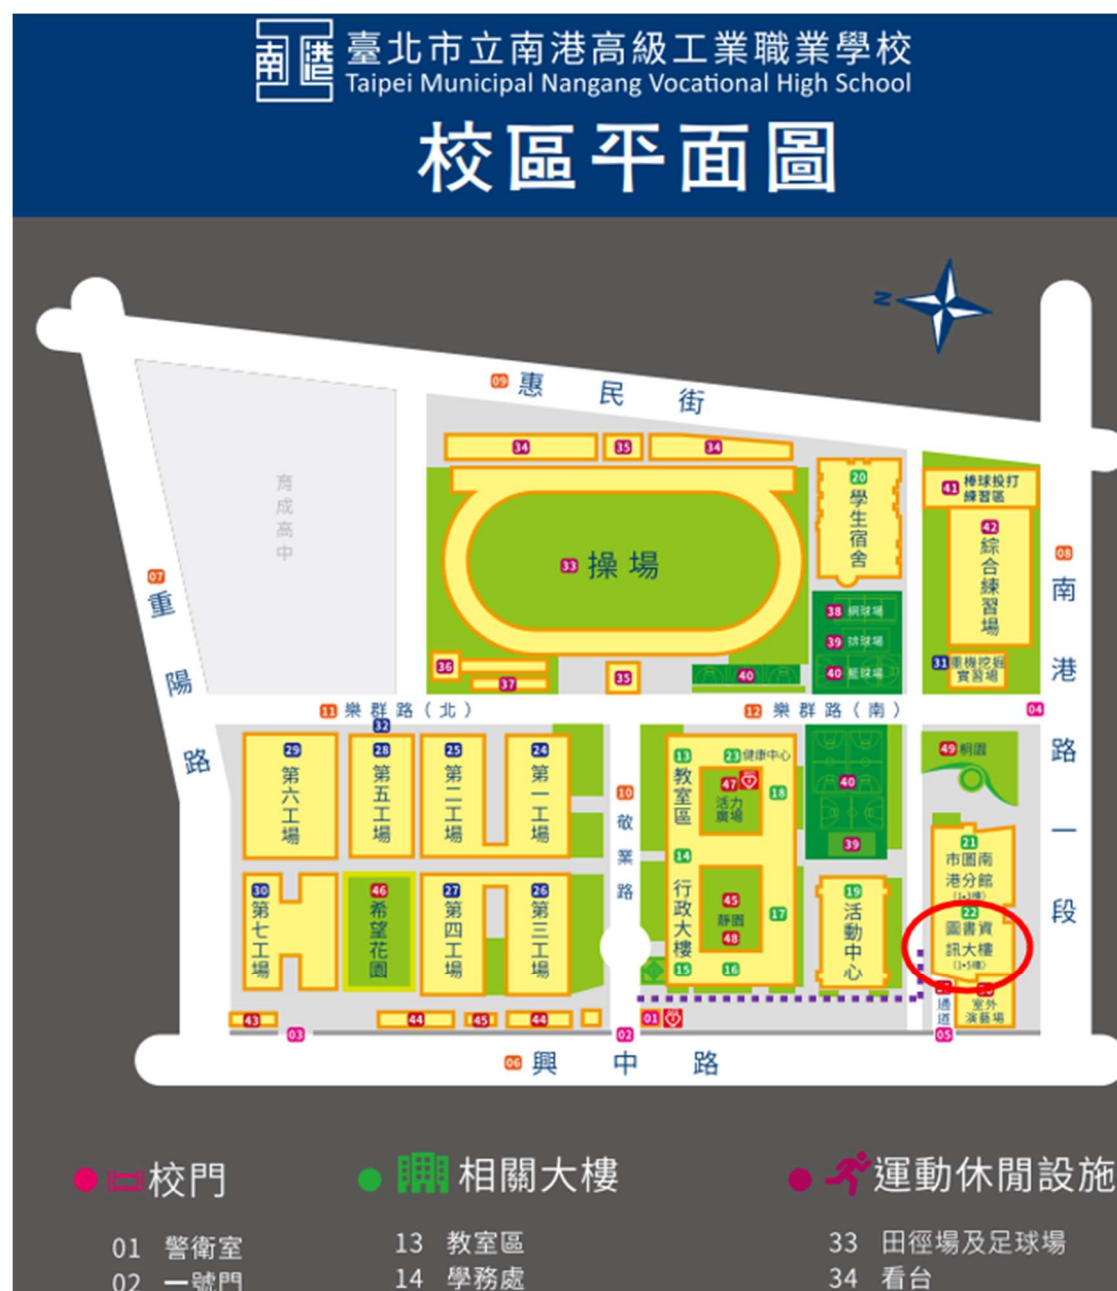 南港
臺北市立南港高級工業職業學校
Taipei Municipal Nangang Vocational High School
校區平面圖
N
09 惠民街
34
35
34
20 學生宿舍
41 棒球投打
練習區
42 綜合練習場
育成高中
33 操場
07 重陽路
08 南港路一段
38 網球場
39 排球場
40 籃球場
31 重機挖掘
實習場
36
37
35
40
11 樂群路(北)
12 樂群路(南)
04
32
29 第六工場
28 第五工場
25 第二工場
24 第一工場
10 敬業路
13 教室區
23 健康中心
47 活力
廣場
18
40
39
49 桐園
14 行政大樓
45
靜園
48
17
15
16
19 活動中心
21
市圖南
港分館
22
圖書資
訊大樓
(1-5樓)
30 第七工場
46 希望花園
27 第四工場
26 第三工場
通道
室外
演藝場
43
44
45
44
01
03
02
05
06 興中路
校門
相關大樓
運動休閒設施
01 警衛室
13 教室區
33 田徑場及足球場
02 一號門
14 學務處
34 看台